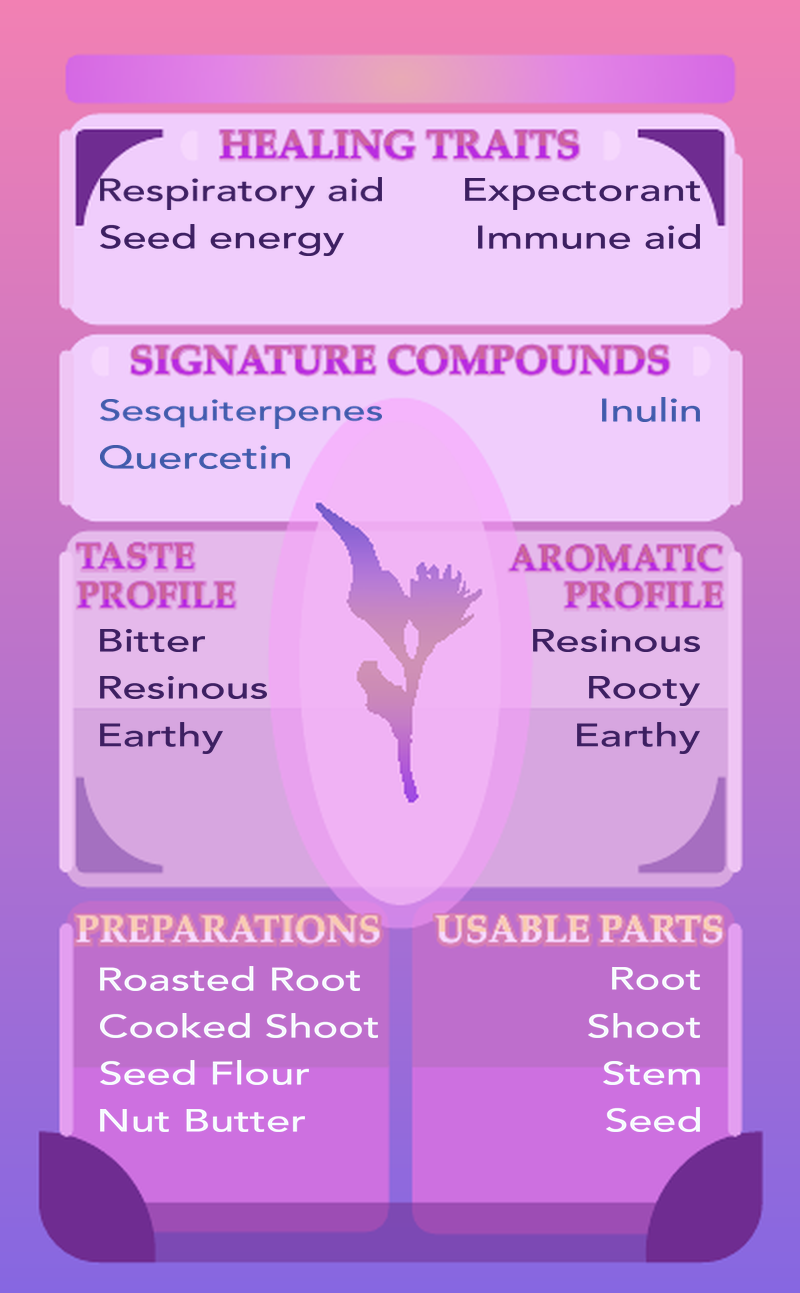 HEALING TRAITS
Respiratory aid
Expectorant
Seed energy
Immune aid
SIGNATURE COMPOUNDS
Sesquiterpenes
Inulin
Quercetin
TASTE
PROFILE
Bitter
Resinous
Earthy
AROMATIC
PROFILE
Resinous
Rooty
Earthy
PREPARATIONS
Roasted Root
Cooked Shoot
Seed Flour
Nut Butter
USABLE PARTS
Root
Shoot
Stem
Seed